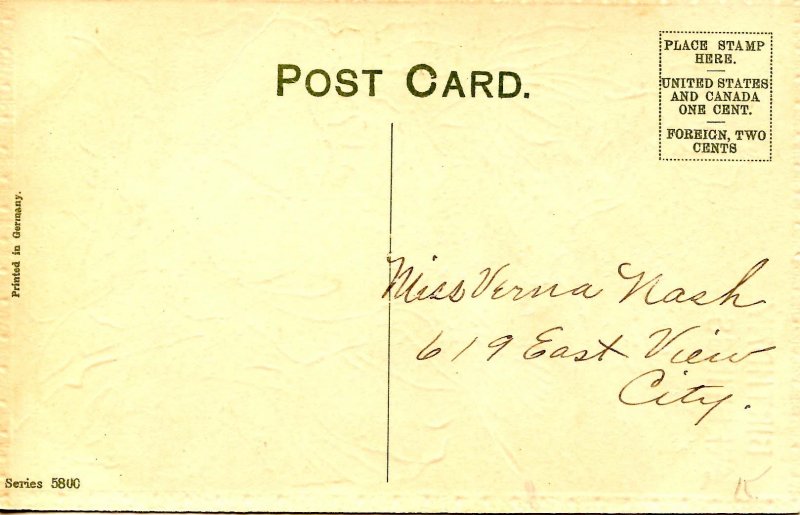 POST CARD.
PLACE STAMP
HERE.
UNITED STATES
AND CANADA
ONE CENT.
FOREIGN, TWO
CENTS
Printed in Germany.
Miss Verna Nash
619 East View
City.
Series 5800